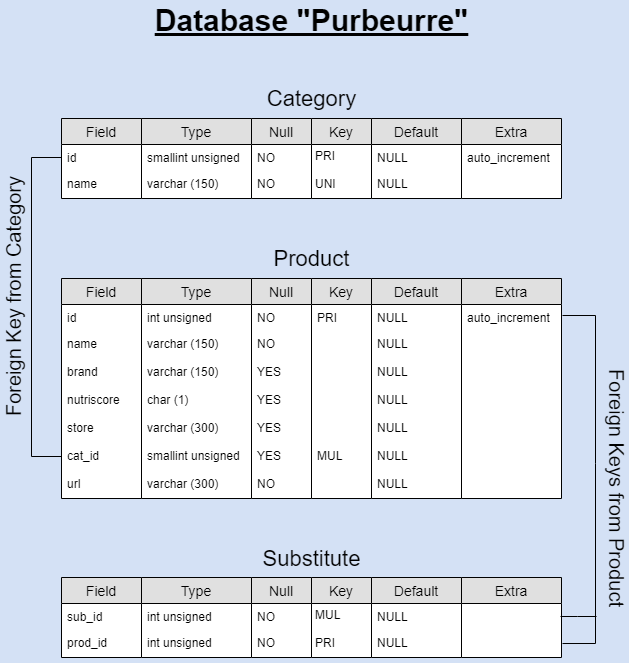 Database "Purbeurre"
Category
Field Type Null Key Default Extra
id smallint unsigned NO PRI NULL auto_increment
name varchar (150) NO UNI NULL
Foreign Key from Category
Product
Field Type Null Key Default Extra
id int unsigned NO PRI NULL auto_increment
name varchar (150) NO NULL
brand varchar (150) YES NULL
nutriscore char (1) YES NULL
store varchar (300) YES NULL
cat_id smallint unsigned YES MUL NULL
url varchar (300) NO NULL
Foreign Keys from Product
Substitute
Field Type Null Key Default Extra
sub_id int unsigned NO MUL NULL
prod_id int unsigned NO PRI NULL